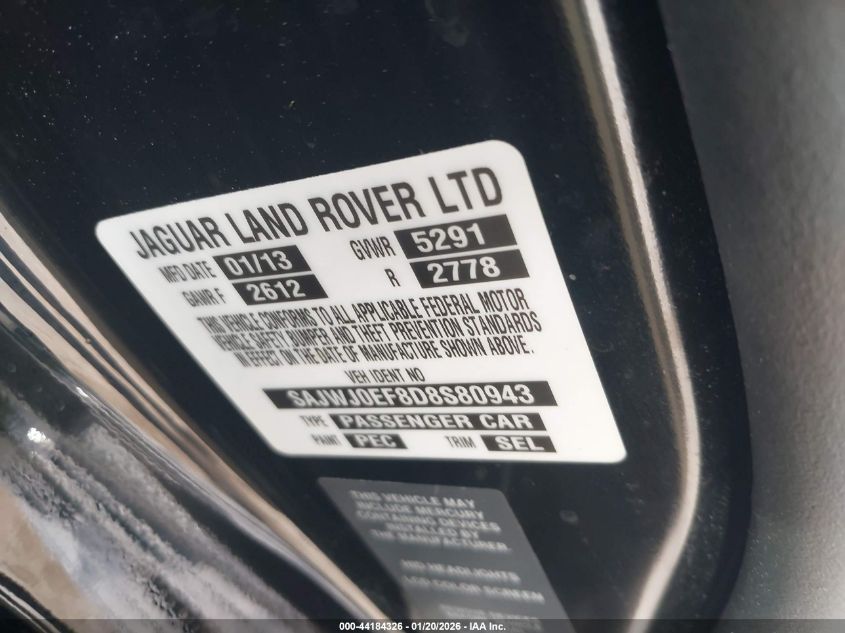 JAGUAR LAND ROVER LTD
MFD DATE 01/13 GVWR 5291
GAWR F 2612 R 2778
THIS VEHICLE CONFORMS TO ALL APPLICABLE FEDERAL MOTOR
VEHICLE SAFETY BUMPER AND THEFT PREVENTION STANDARDS
IN EFFECT ON THE DATE OF MANUFACTURE SHOWN ABOVE.
VEH IDENT NO
SAJWJ0EF8D8S80943
TYPE PASSENGER CAR
PAINT PEC TRIM SEL
THIS VEHICLE MAY
INCLUDE MERCURY
CONTAINING DEVICES
INSTALLED BY
THE MANUFACTURER.
HID HEADLIGHTS
LCD COLOR SCREEN
000-44184326 - 01/20/2026 - IAA Inc.